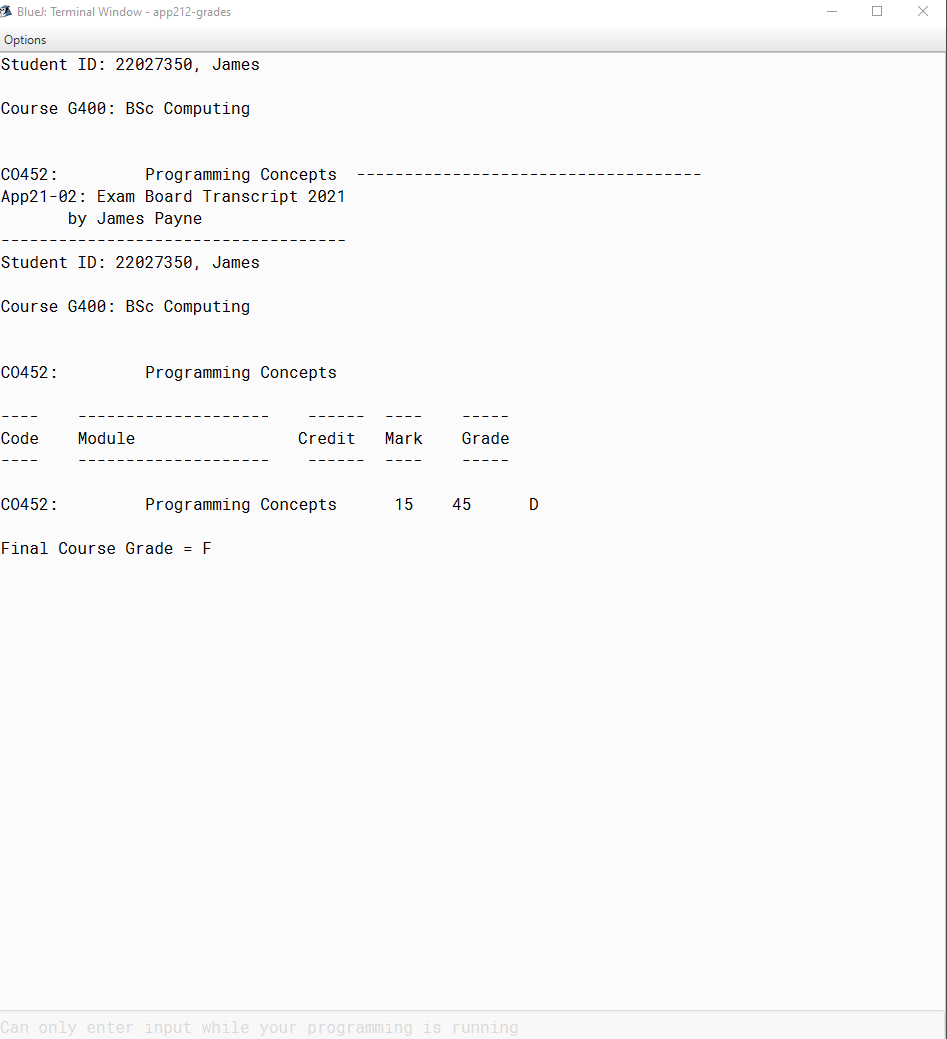 BlueJ: Terminal Window - app212-grades
Options
Student ID: 22027350, James
Course G400: BSc Computing
CO452:         Programming Concepts  ------------------------------------
App21-02: Exam Board Transcript 2021
       by James Payne
------------------------------------
Student ID: 22027350, James
Course G400: BSc Computing
CO452:         Programming Concepts
----    --------------------    ------  ----    -----
Code    Module                 Credit   Mark    Grade
----    --------------------    ------  ----    -----
CO452:         Programming Concepts      15    45      D
Final Course Grade = F
Can only enter input while your programming is running